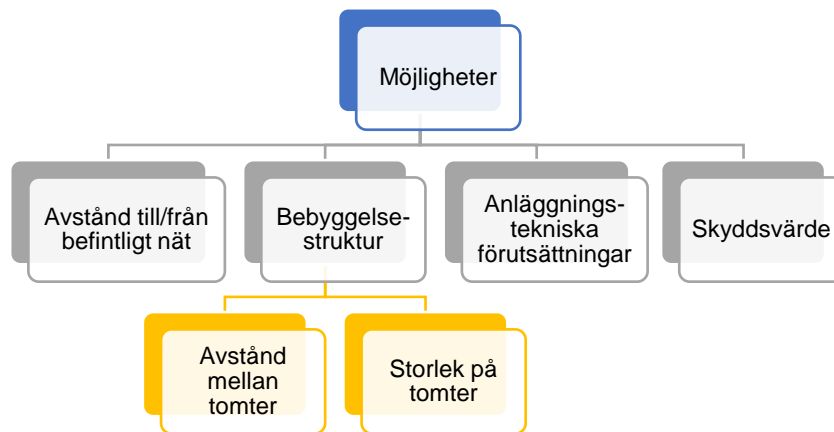 Möjligheter
Avstånd till/från
befintligt nät
Bebyggelse-
struktur
Anläggnings-
tekniska
förutsättningar
Skyddsvärde
Avstånd
mellan
tomter
Storlek på
tomter